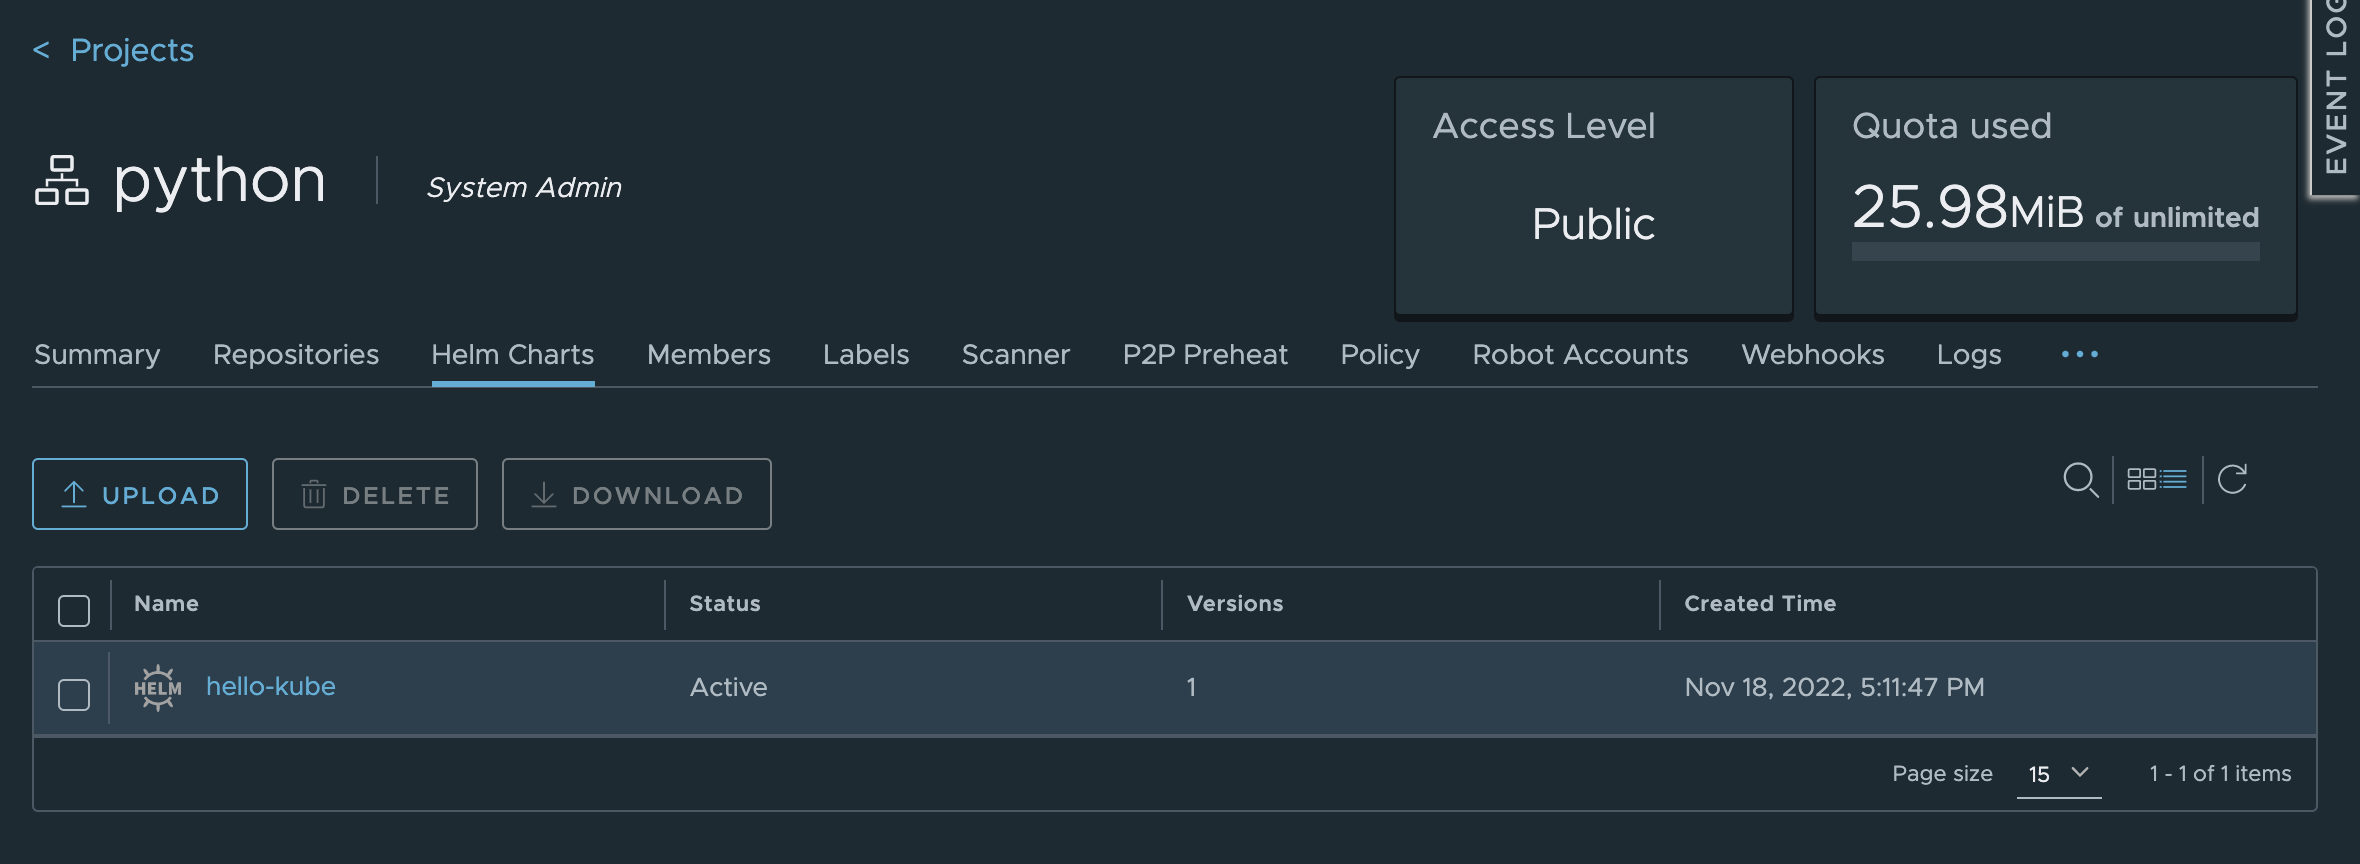 < Projects
EVENT LOG
python
System Admin
Access Level
Public
Quota used
25.98MiB of unlimited
Summary Repositories Helm Charts Members Labels Scanner P2P Preheat Policy Robot Accounts Webhooks Logs •••
UPLOAD DELETE DOWNLOAD
Name Status Versions Created Time
HELM hello-kube Active 1 Nov 18, 2022, 5:11:47 PM
Page size 15 1 - 1 of 1 items